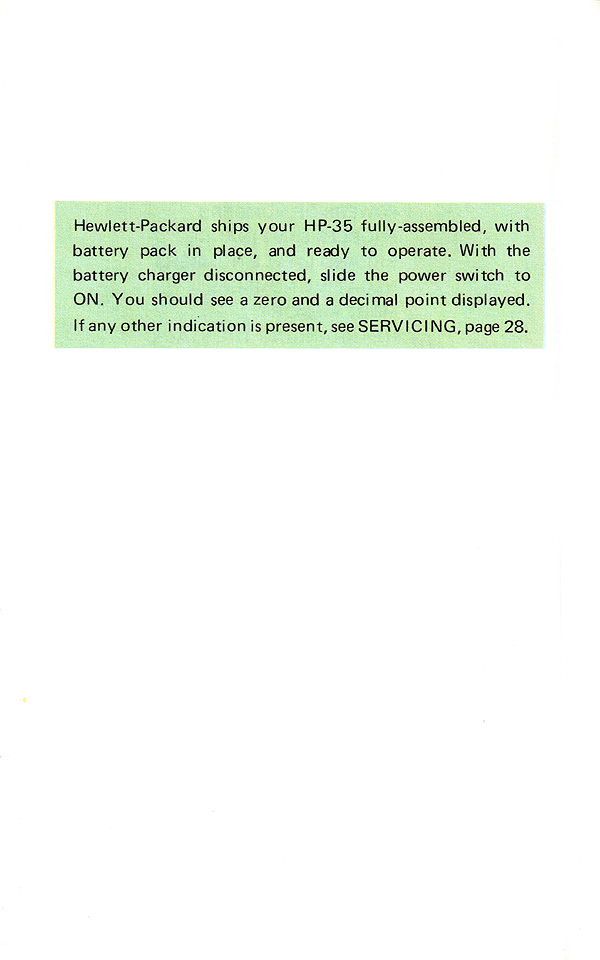 Hewlett-Packard ships your HP-35 fully-assembled, with
battery pack in place, and ready to operate. With the
battery charger disconnected, slide the power switch to
ON. You should see a zero and a decimal point displayed.
If any other indication is present, see SERVICING, page 28.